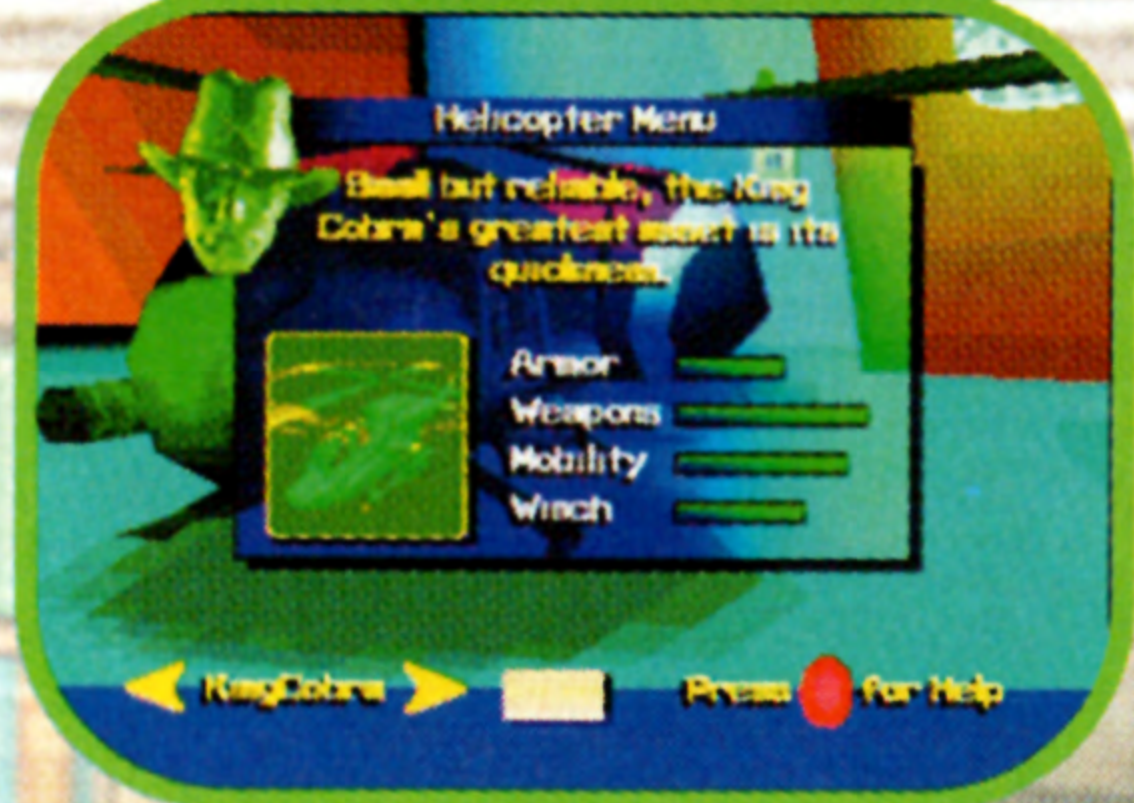 Helicopter Menu
Small but reliable, the King
Cobra's greatest asset is its
quickness.
Armor
Weapons
Mobility
Winch
KingCobra
Press for Help